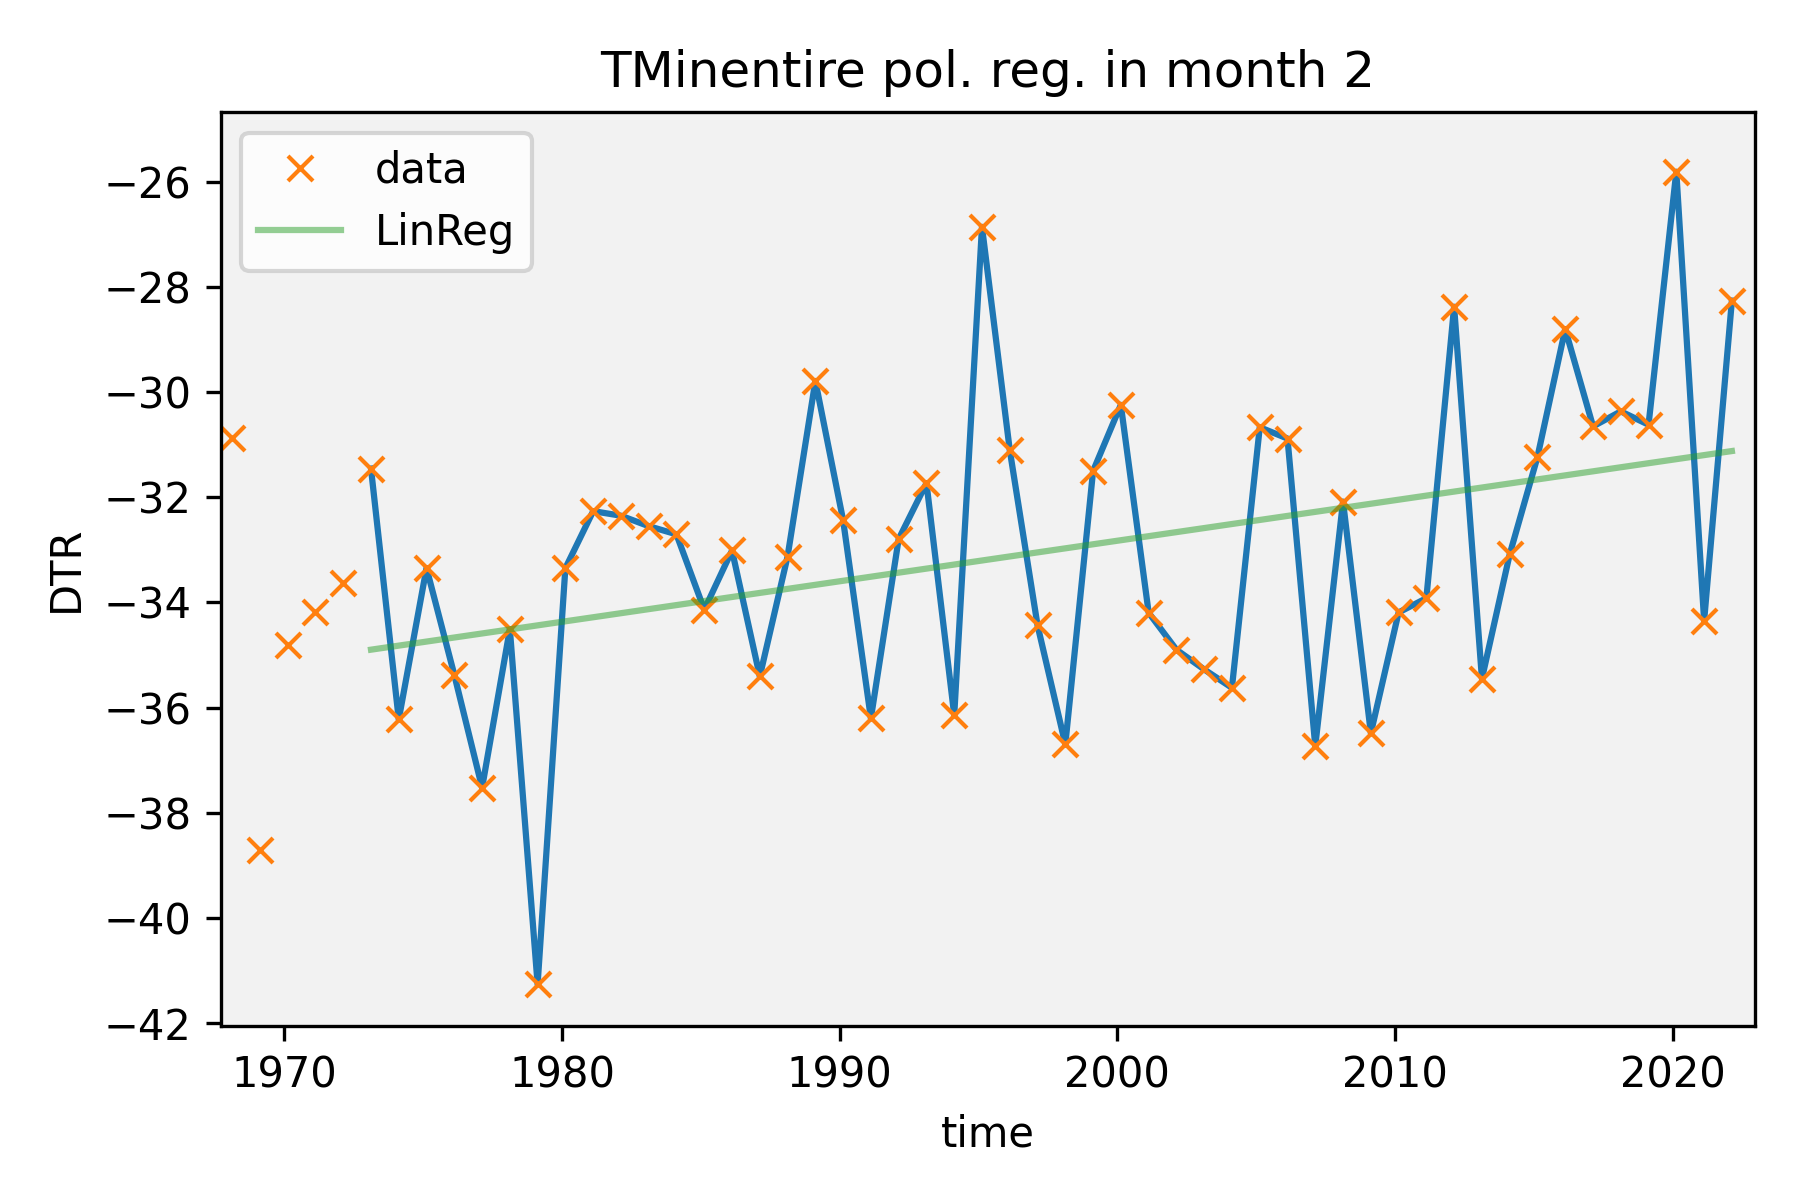 TMinentire pol. reg. in month 2
data
LinReg
−26
−28
−30
−32
−34
−36
−38
−40
−42
DTR
1970 1980 1990 2000 2010 2020
time